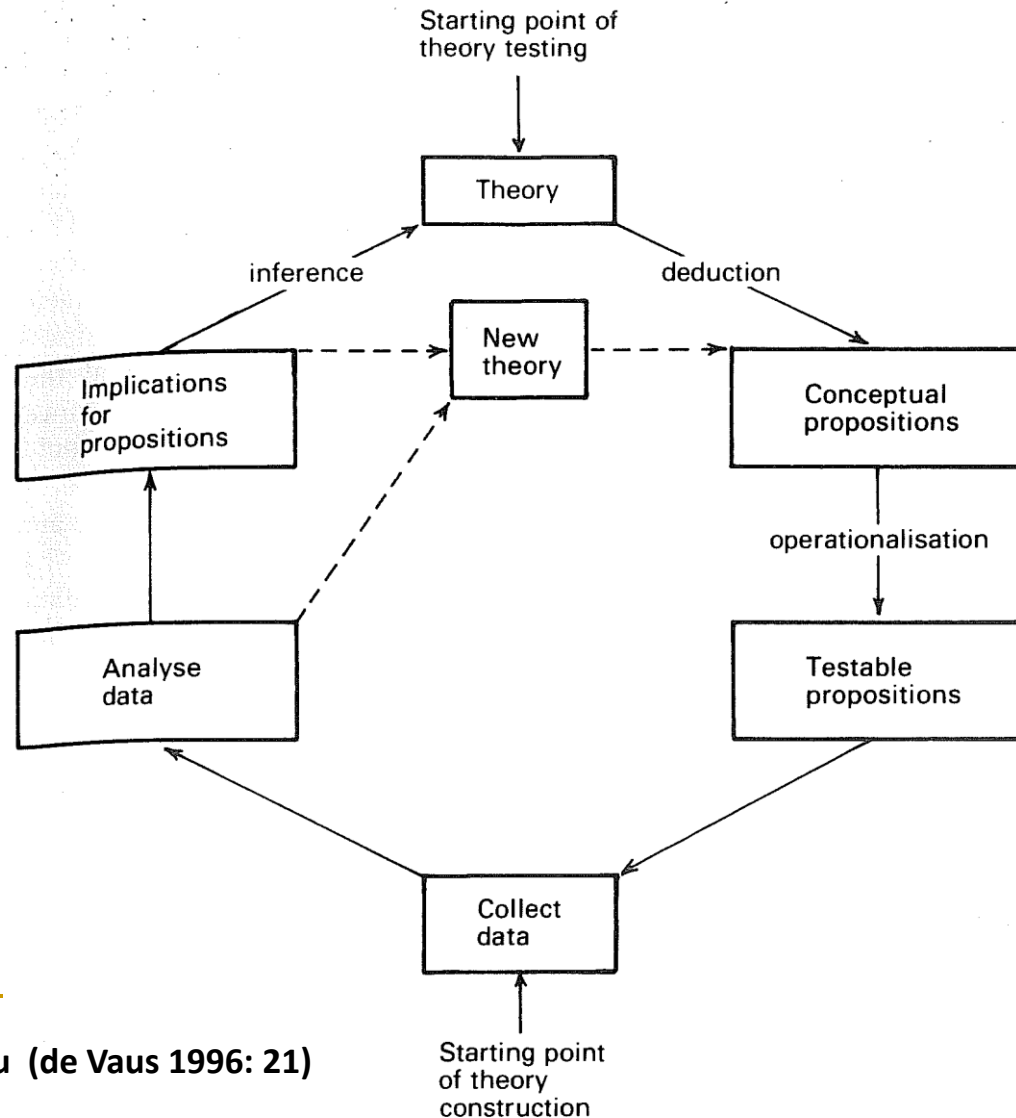 Starting point of
theory testing
Theory
inference
deduction
New
theory
Implications
for
propositions
Conceptual
propositions
operationalisation
Analyse
data
Testable
propositions
Collect
data
(de Vaus 1996: 21)
Starting point
of theory
construction